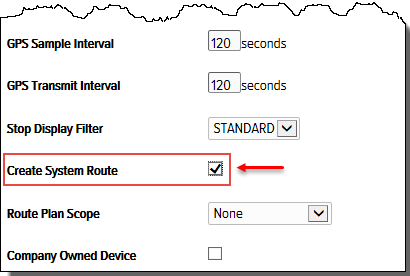 GPS Sample Interval 120 seconds
GPS Transmit Interval 120 seconds
Stop Display Filter STANDARD
Create System Route
Route Plan Scope None
Company Owned Device